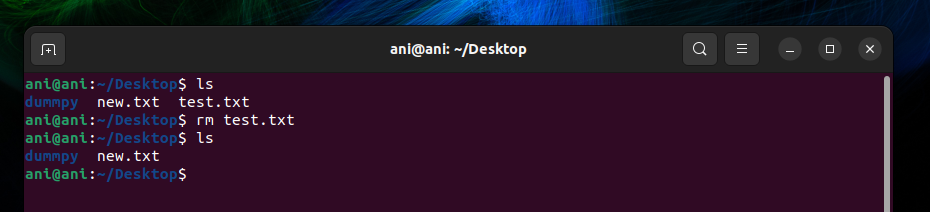 ani@ani: ~/Desktop
ani@ani:~/Desktop$ ls
dummpy  new.txt  test.txt
ani@ani:~/Desktop$ rm test.txt
ani@ani:~/Desktop$ ls
dummpy  new.txt
ani@ani:~/Desktop$